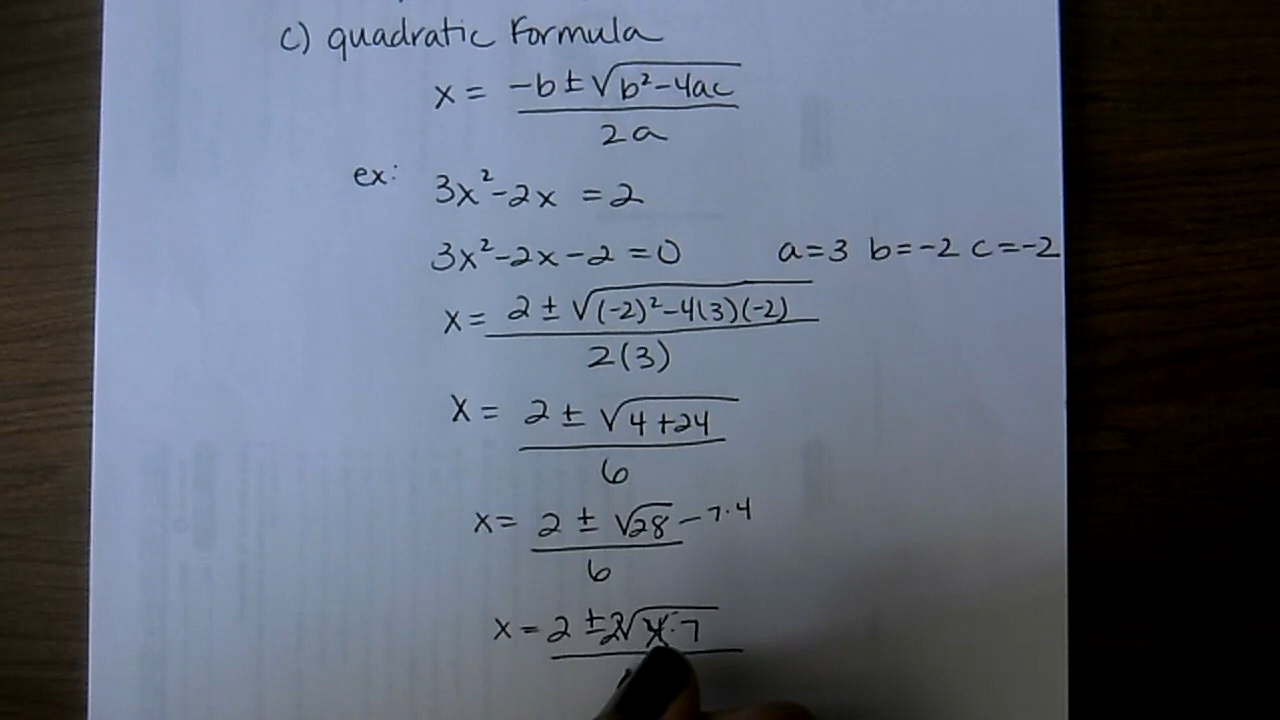 c) quadratic Formula
x = -b ± √b²-4ac
2a
ex: 3x²-2x = 2
3x²-2x-2=0 a=3 b=-2 c=-2
x = 2 ± √(-2)²-4(3)(-2)
2(3)
x = 2 ± √4+24
6
x = 2 ± √28 - 7·4
6
x = 2 ± 2√4·7